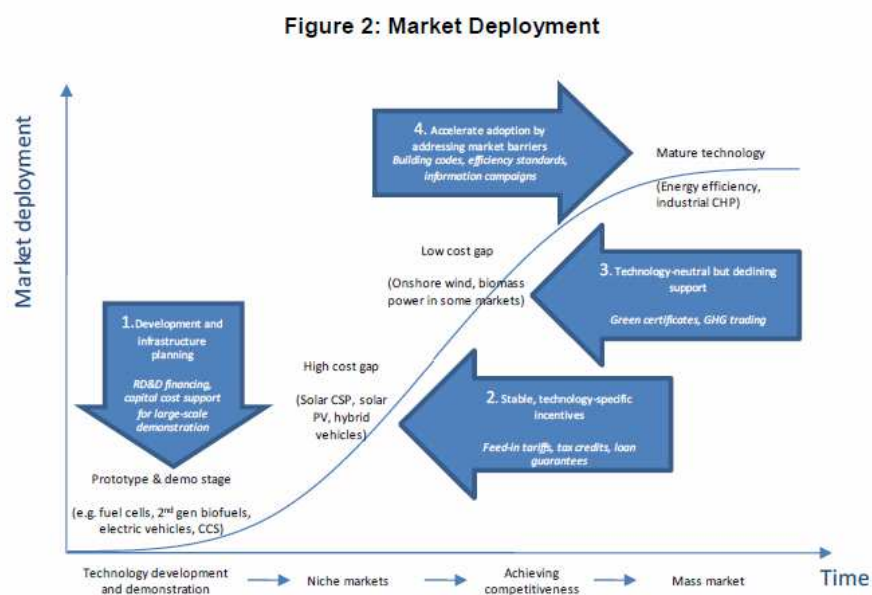 Figure 2: Market Deployment
Market deployment
4. Accelerate adoption by
addressing market barriers
Building codes, efficiency standards,
information campaigns
Mature technology
(Energy efficiency,
industrial CHP)
Low cost gap
(Onshore wind, biomass
power in some markets)
3. Technology-neutral but declining
support
Green certificates, GHG trading
1. Development and
infrastructure
planning
RD&D financing,
capital cost support
for large-scale
demonstration
High cost gap
(Solar CSP, solar
PV, hybrid
vehicles)
2. Stable, technology-specific
incentives
Feed-in tariffs, tax credits, loan
guarantees
Prototype & demo stage
(e.g. fuel cells, 2nd gen biofuels,
electric vehicles, CCS)
Technology development
and demonstration
Niche markets
Achieving
competitiveness
Mass market
Time